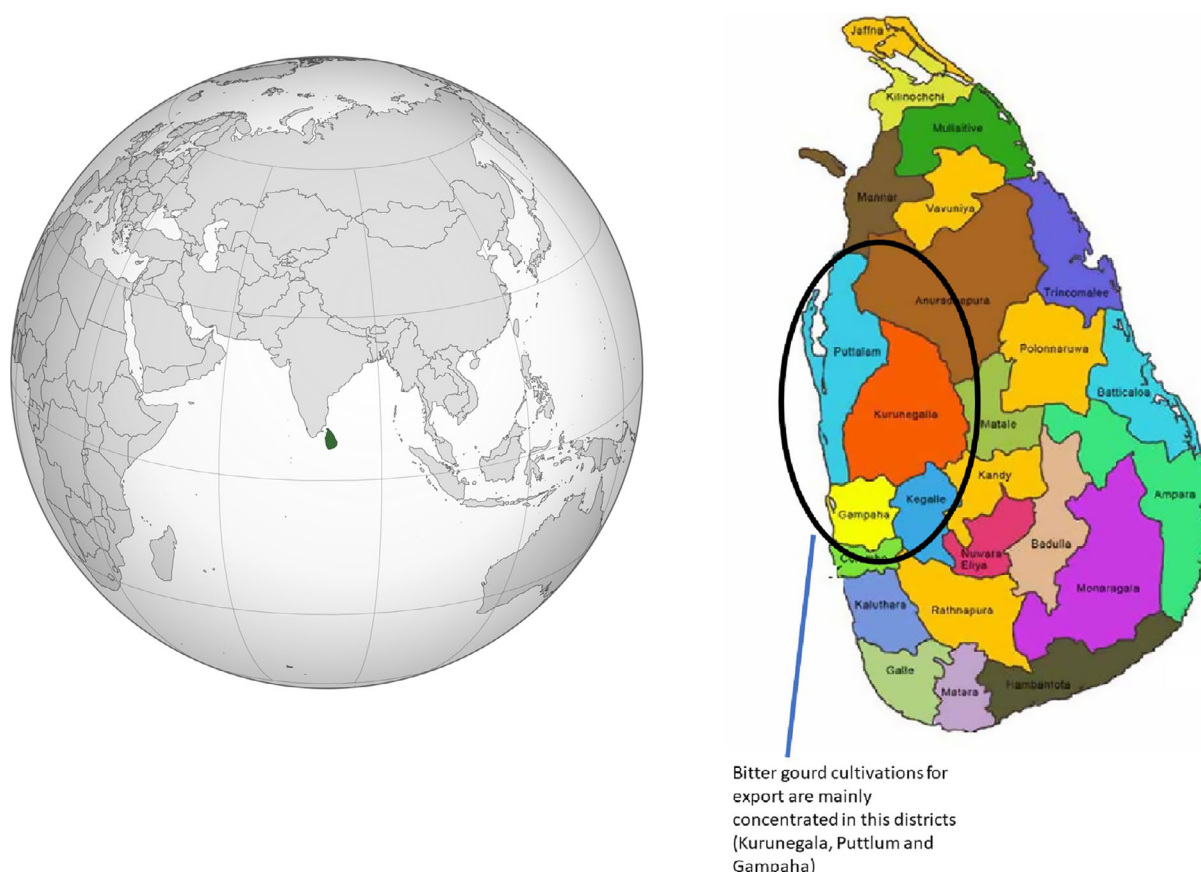 Jaffna
Kilinochchi
Mullaitive
Mannar
Vavuniya
Anuradhapura
Trincomalee
Puttalam
Polonnaruwa
Batticaloa
Kurunegalla
Matale
Kandy
Ampara
Gampaha
Kegalle
Badulla
Nuwara
Eliya
Monaragala
Kaluthara
Rathnapura
Galle
Matara
Hambantota
Bitter gourd cultivations for
export are mainly
concentrated in this districts
(Kurunegala, Puttlum and
Gampaha)